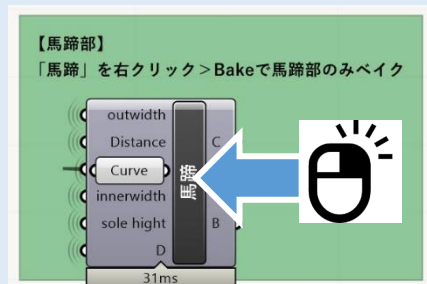 【馬蹄部】
「馬蹄」を右クリック＞Bakeで馬蹄部のみベイク
outwidth
Distance
C
Curve
馬蹄
innerwidth
sole hight
B
D
31ms